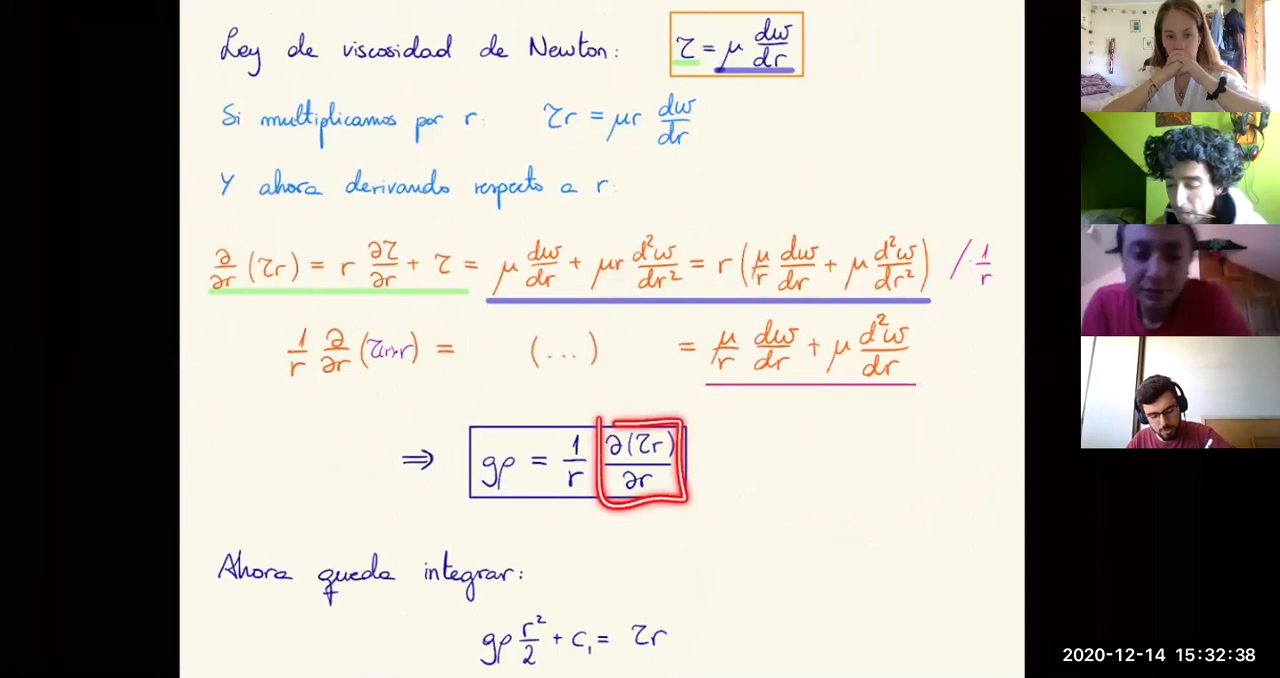 Ley de viscosidad de Newton: τ = μ dw/dr
Si multiplicamos por r: τr = μr dw/dr
Y ahora derivando respecto a r:
∂/∂r (τr) = r ∂τ/∂r + τ = μ dw/dr + μr d²w/dr² = r (μ/r dw/dr + μ d²w/dr²) /·1/r
1/r ∂/∂r (τ r) = (...) = μ/r dw/dr + μ d²w/dr
⇒ gρ = 1/r ∂(τr)/∂r
Ahora queda integrar:
gρ r²/2 + c₁ = τr
2020-12-14 15:32:38